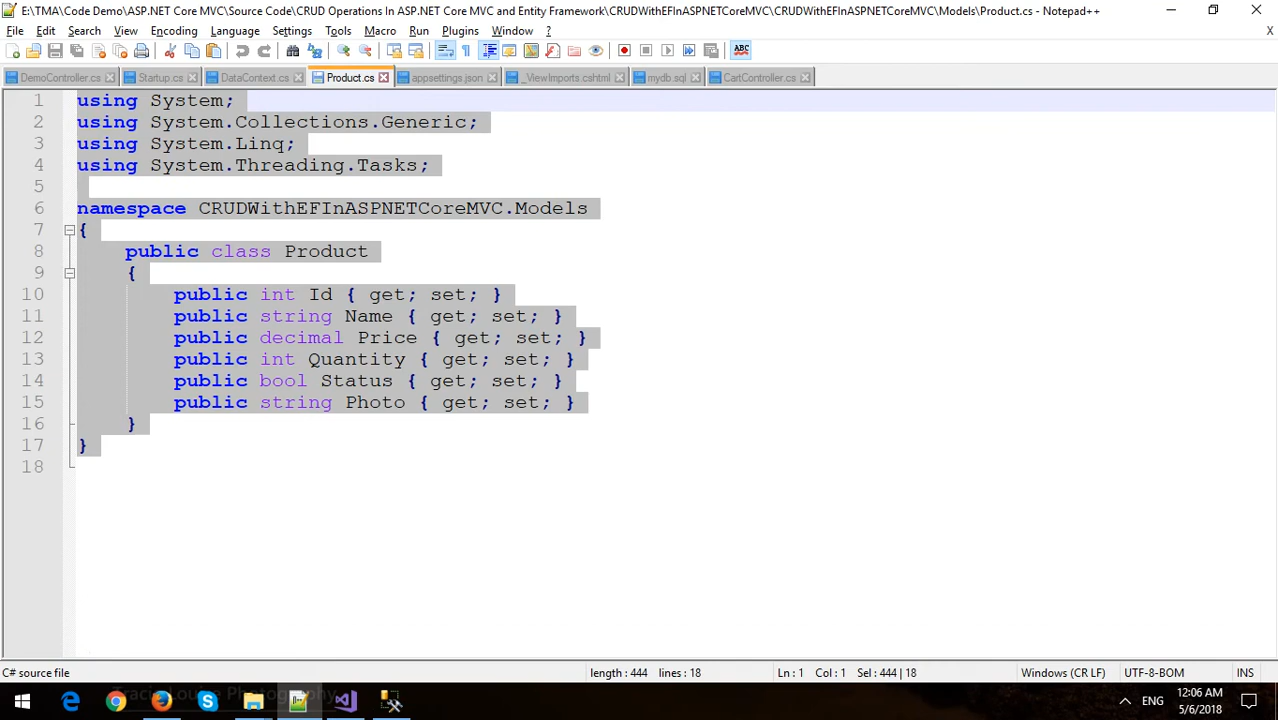 E:\TMA\Code Demo\ASP.NET Core MVC\Source Code\CRUD Operations In ASP.NET Core MVC and Entity Framework\CRUDWithEFInASPNETCoreMVC\CRUDWithEFInASPNETCoreMVC\Models\Product.cs - Notepad++
File Edit Search View Encoding Language Settings Tools Macro Run Plugins Window ? X
ABC
DemoController.cs Startup.cs DataContext.cs Product.cs appsettings.json _ViewImports.cshtml mydb.sql CartController.cs
1 using System;
2 using System.Collections.Generic;
3 using System.Linq;
4 using System.Threading.Tasks;
5
6 namespace CRUDWithEFInASPNETCoreMVC.Models
7 {
8 public class Product
9 {
10 public int Id { get; set; }
11 public string Name { get; set; }
12 public decimal Price { get; set; }
13 public int Quantity { get; set; }
14 public bool Status { get; set; }
15 public string Photo { get; set; }
16 }
17 }
18
C# source file length : 444 lines : 18 Ln : 1 Col : 1 Sel : 444 | 18 Windows (CR LF) UTF-8-BOM INS
Tracie Louise Photography
ENG 12:06 AM
5/6/2018